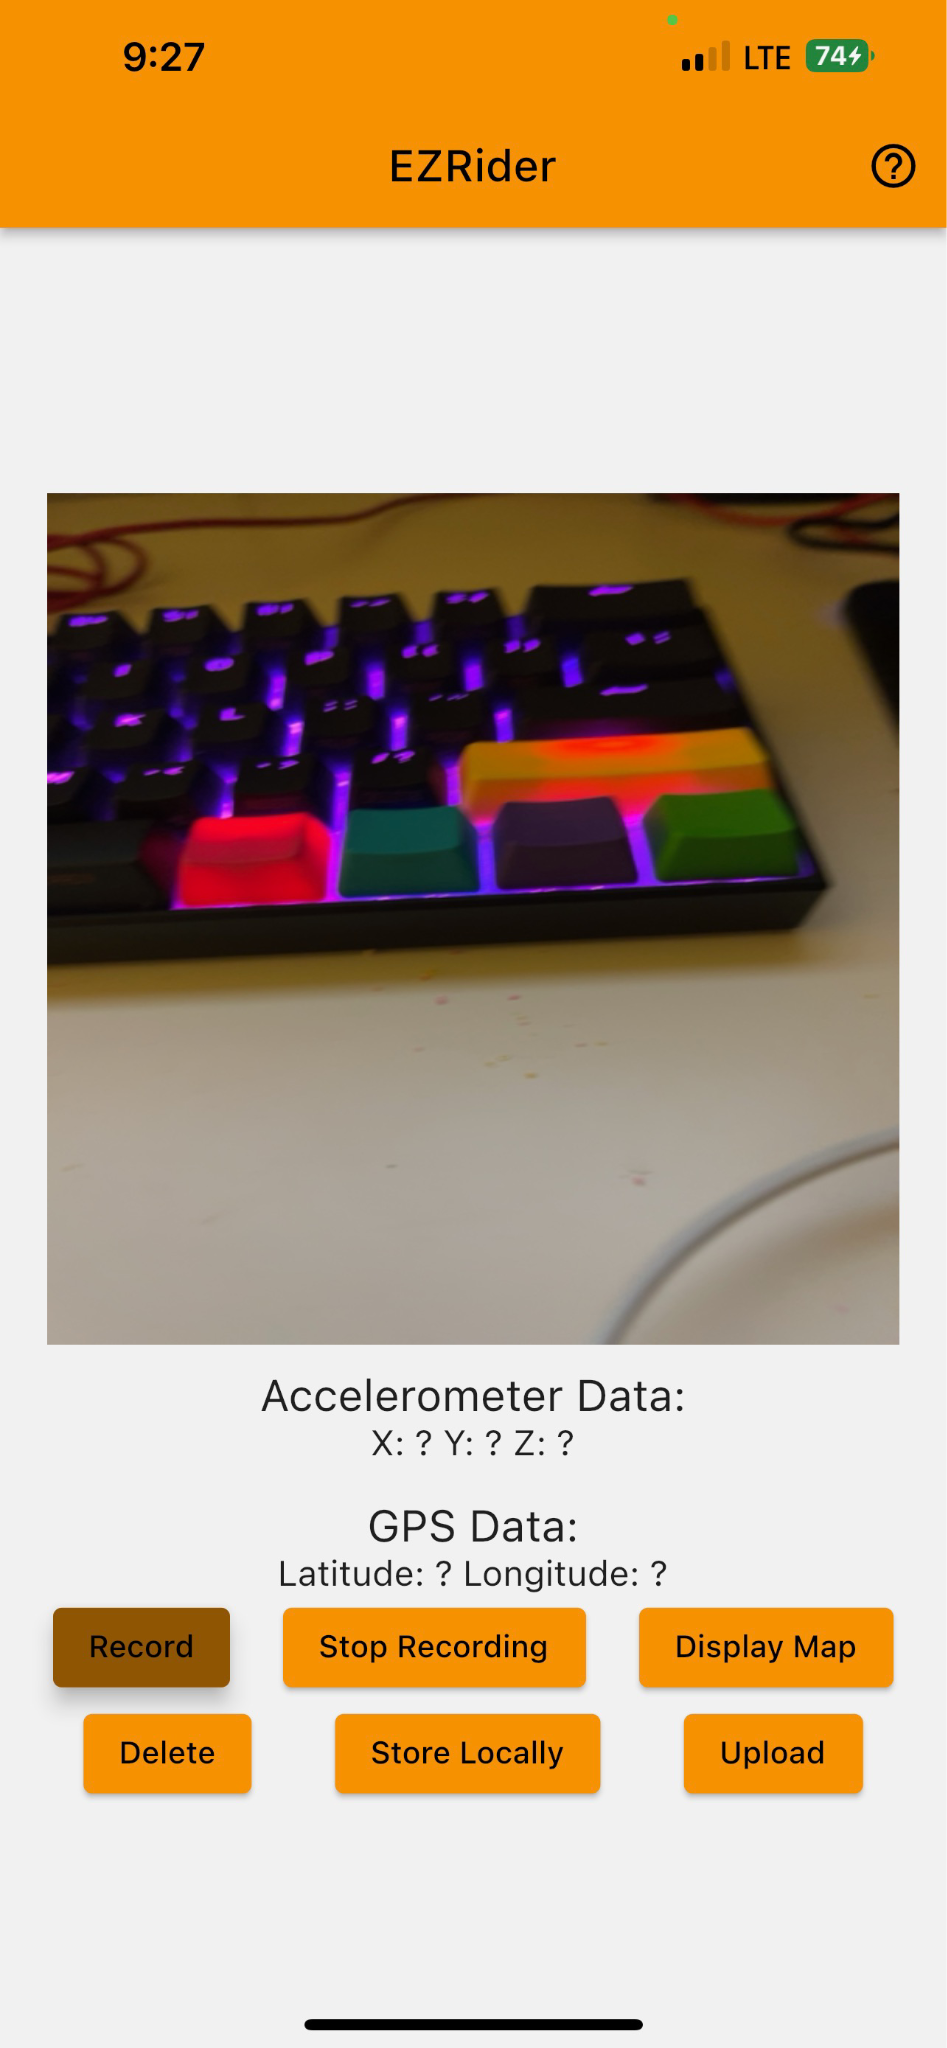 9:27
LTE 74
EZRider
?
Accelerometer Data:
X: ? Y: ? Z: ?
GPS Data:
Latitude: ? Longitude: ?
Record
Stop Recording
Display Map
Delete
Store Locally
Upload